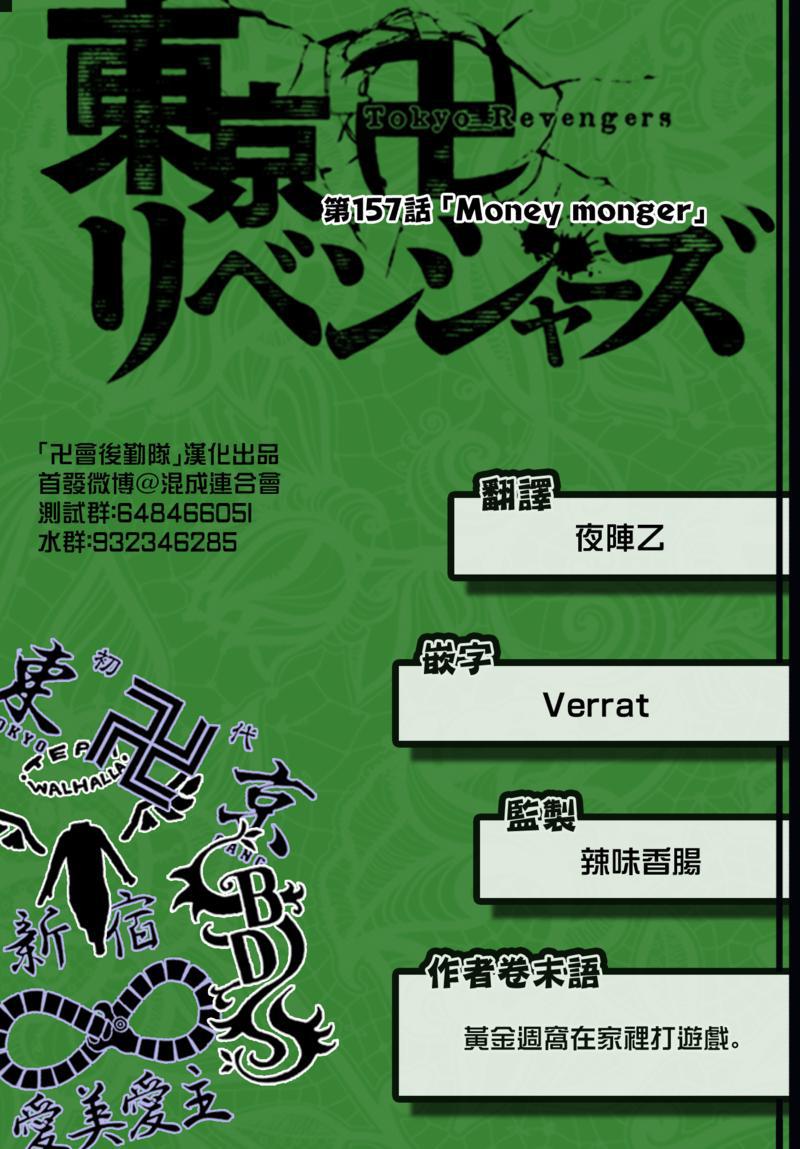 東京卍
Tokyo Revengers
第157話「Money monger」
リベンジャーズ
「卍會後勤隊」漢化出品
首發微博@混成連合會
測試群:648466051
水群:932346285
翻譯
夜陣乙
嵌字
Verrat
監製
辣味香腸
作者卷末語
黃金週窩在家裡打遊戲。
東
初
卍
代
京
TOKYO
WALHALLA
BD
新宿
愛美愛主